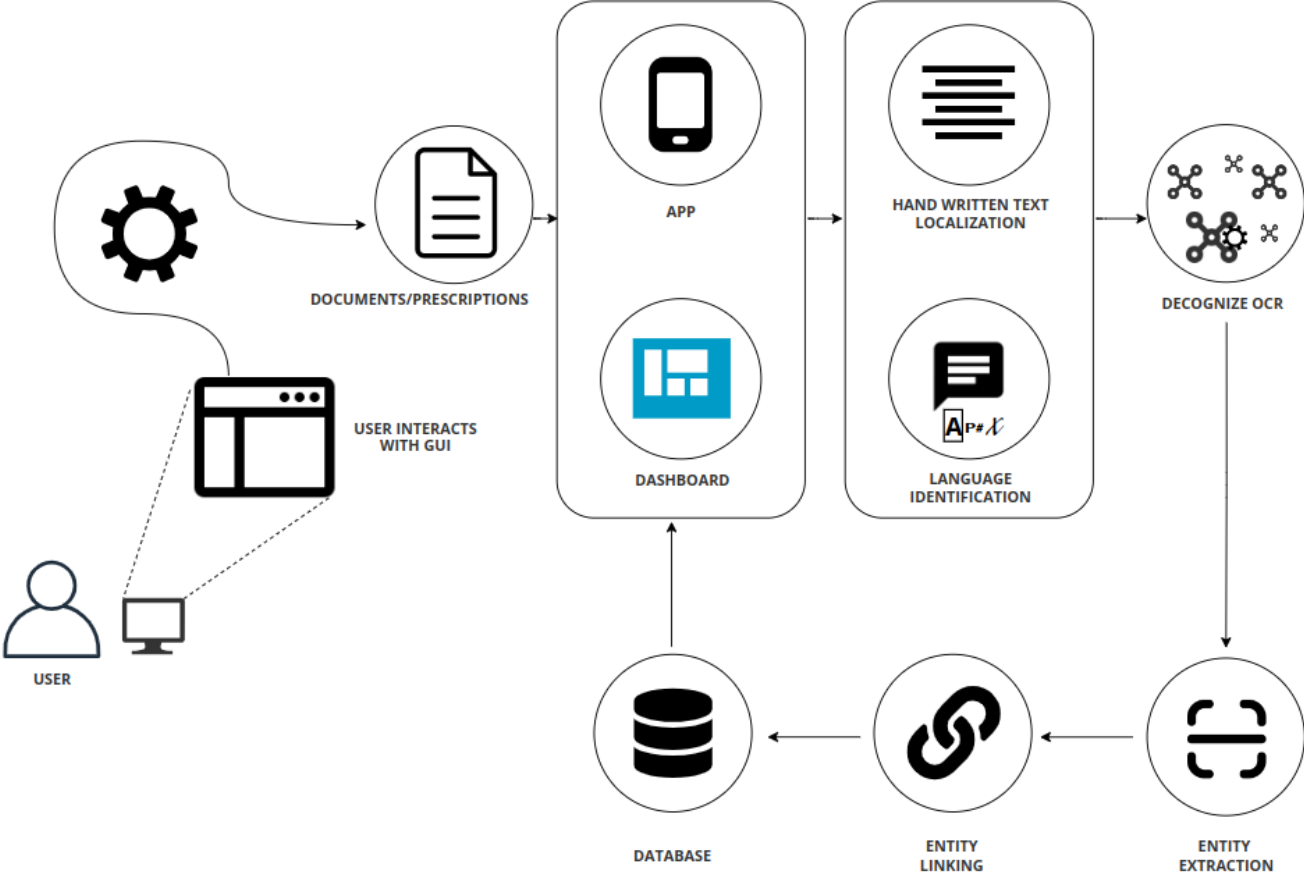 APP
HAND WRITTEN TEXT
LOCALIZATION
DOCUMENTS/PRESCRIPTIONS
DECOGNIZE OCR
USER INTERACTS
WITH GUI
A P# X
DASHBOARD
LANGUAGE
IDENTIFICATION
USER
DATABASE
ENTITY
LINKING
ENTITY
EXTRACTION